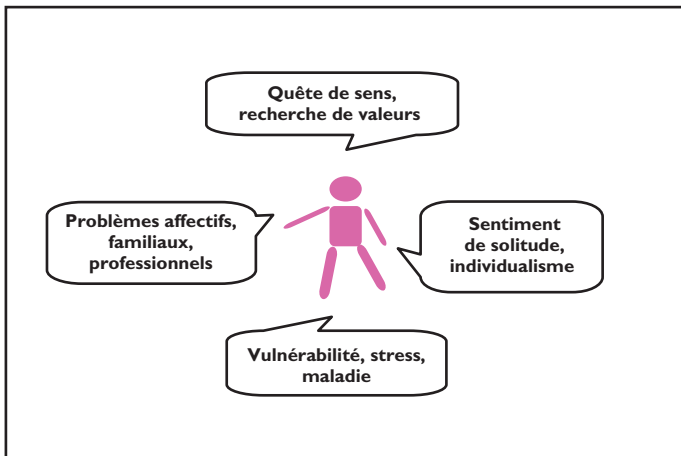 Quête de sens,
recherche de valeurs
Problèmes affectifs,
familiaux,
professionnels
Sentiment
de solitude,
individualisme
Vulnérabilité, stress,
maladie